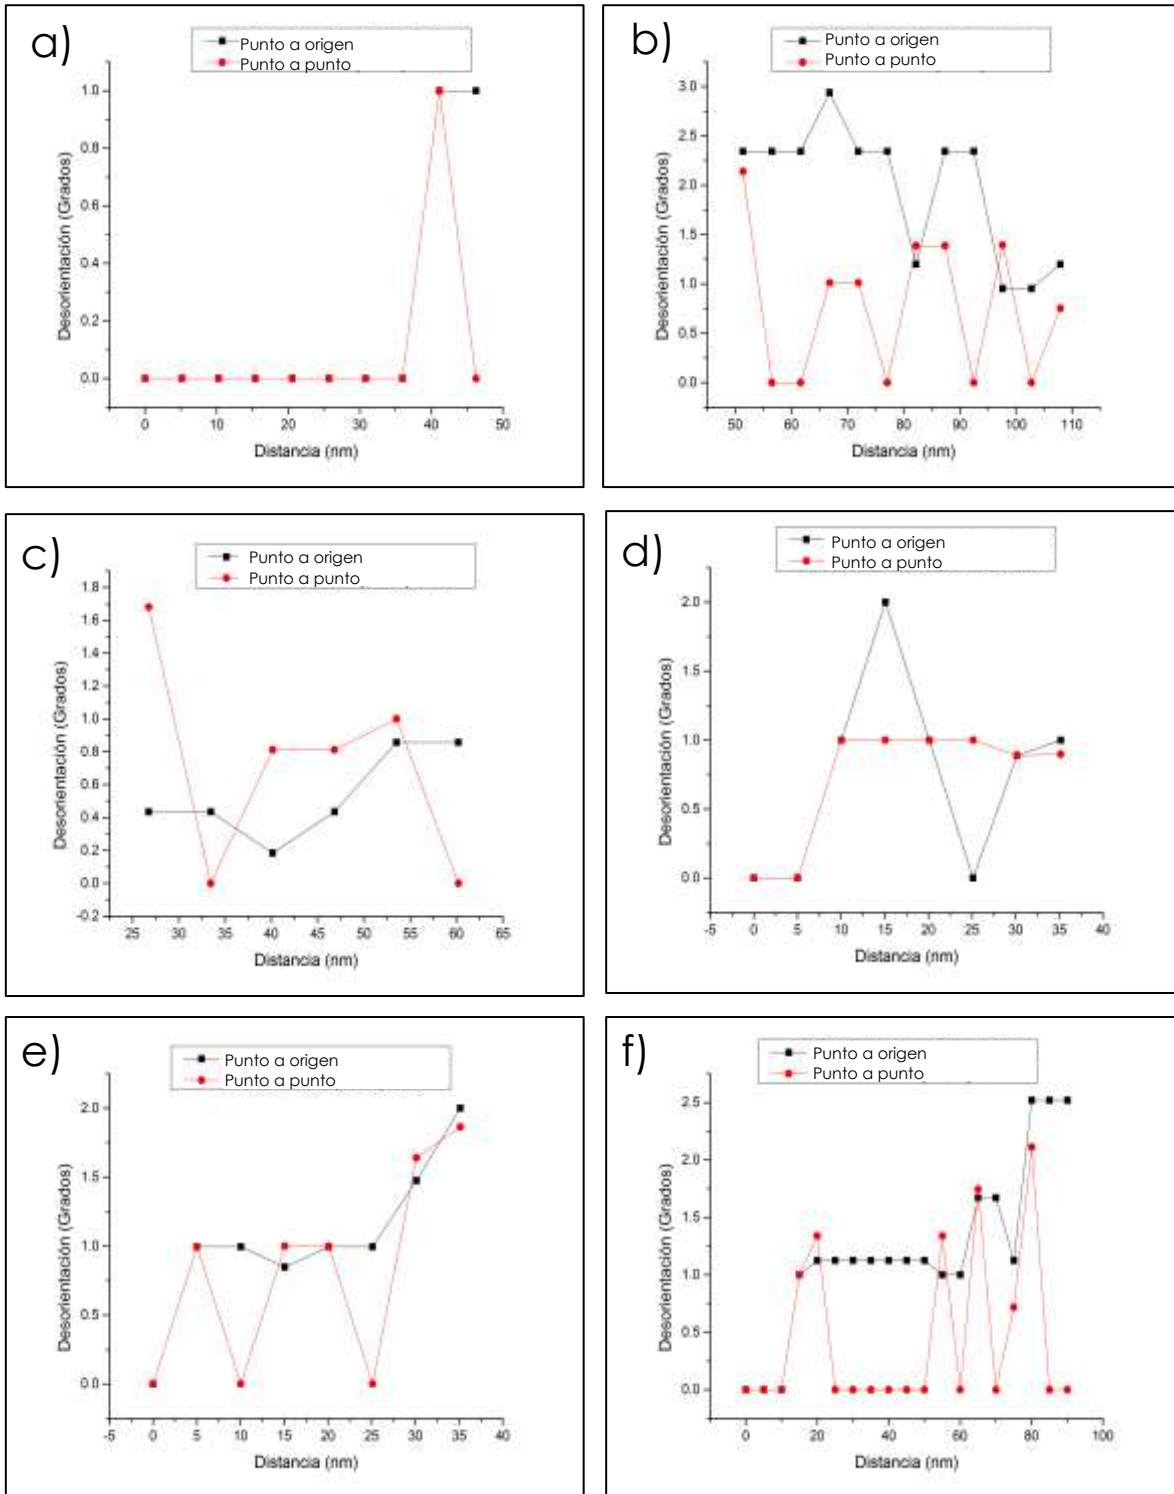 a)
Punto a origen
Punto a punto
Desorientación (Grados)
1.0
0.8
0.6
0.4
0.2
0.0
0 10 20 30 40 50
Distancia (nm)
b)
Punto a origen
Punto a punto
Desorientación (Grados)
3.0
2.5
2.0
1.5
1.0
0.5
0.0
50 60 70 80 90 100 110
Distancia (nm)
c)
Punto a origen
Punto a punto
Desorientación (Grados)
1.8
1.6
1.4
1.2
1.0
0.8
0.6
0.4
0.2
0.0
-0.2
25 30 35 40 45 50 55 60 65
Distancia (nm)
d)
Punto a origen
Punto a punto
Desorientación (Grados)
2.0
1.5
1.0
0.5
0.0
-5 0 5 10 15 20 25 30 35 40
Distancia (nm)
e)
Punto a origen
Punto a punto
Desorientación (Grados)
2.0
1.5
1.0
0.5
0.0
-5 0 5 10 15 20 25 30 35 40
Distancia (nm)
f)
Punto a origen
Punto a punto
Desorientación (Grados)
2.5
2.0
1.5
1.0
0.5
0.0
0 20 40 60 80 100
Distancia (nm)